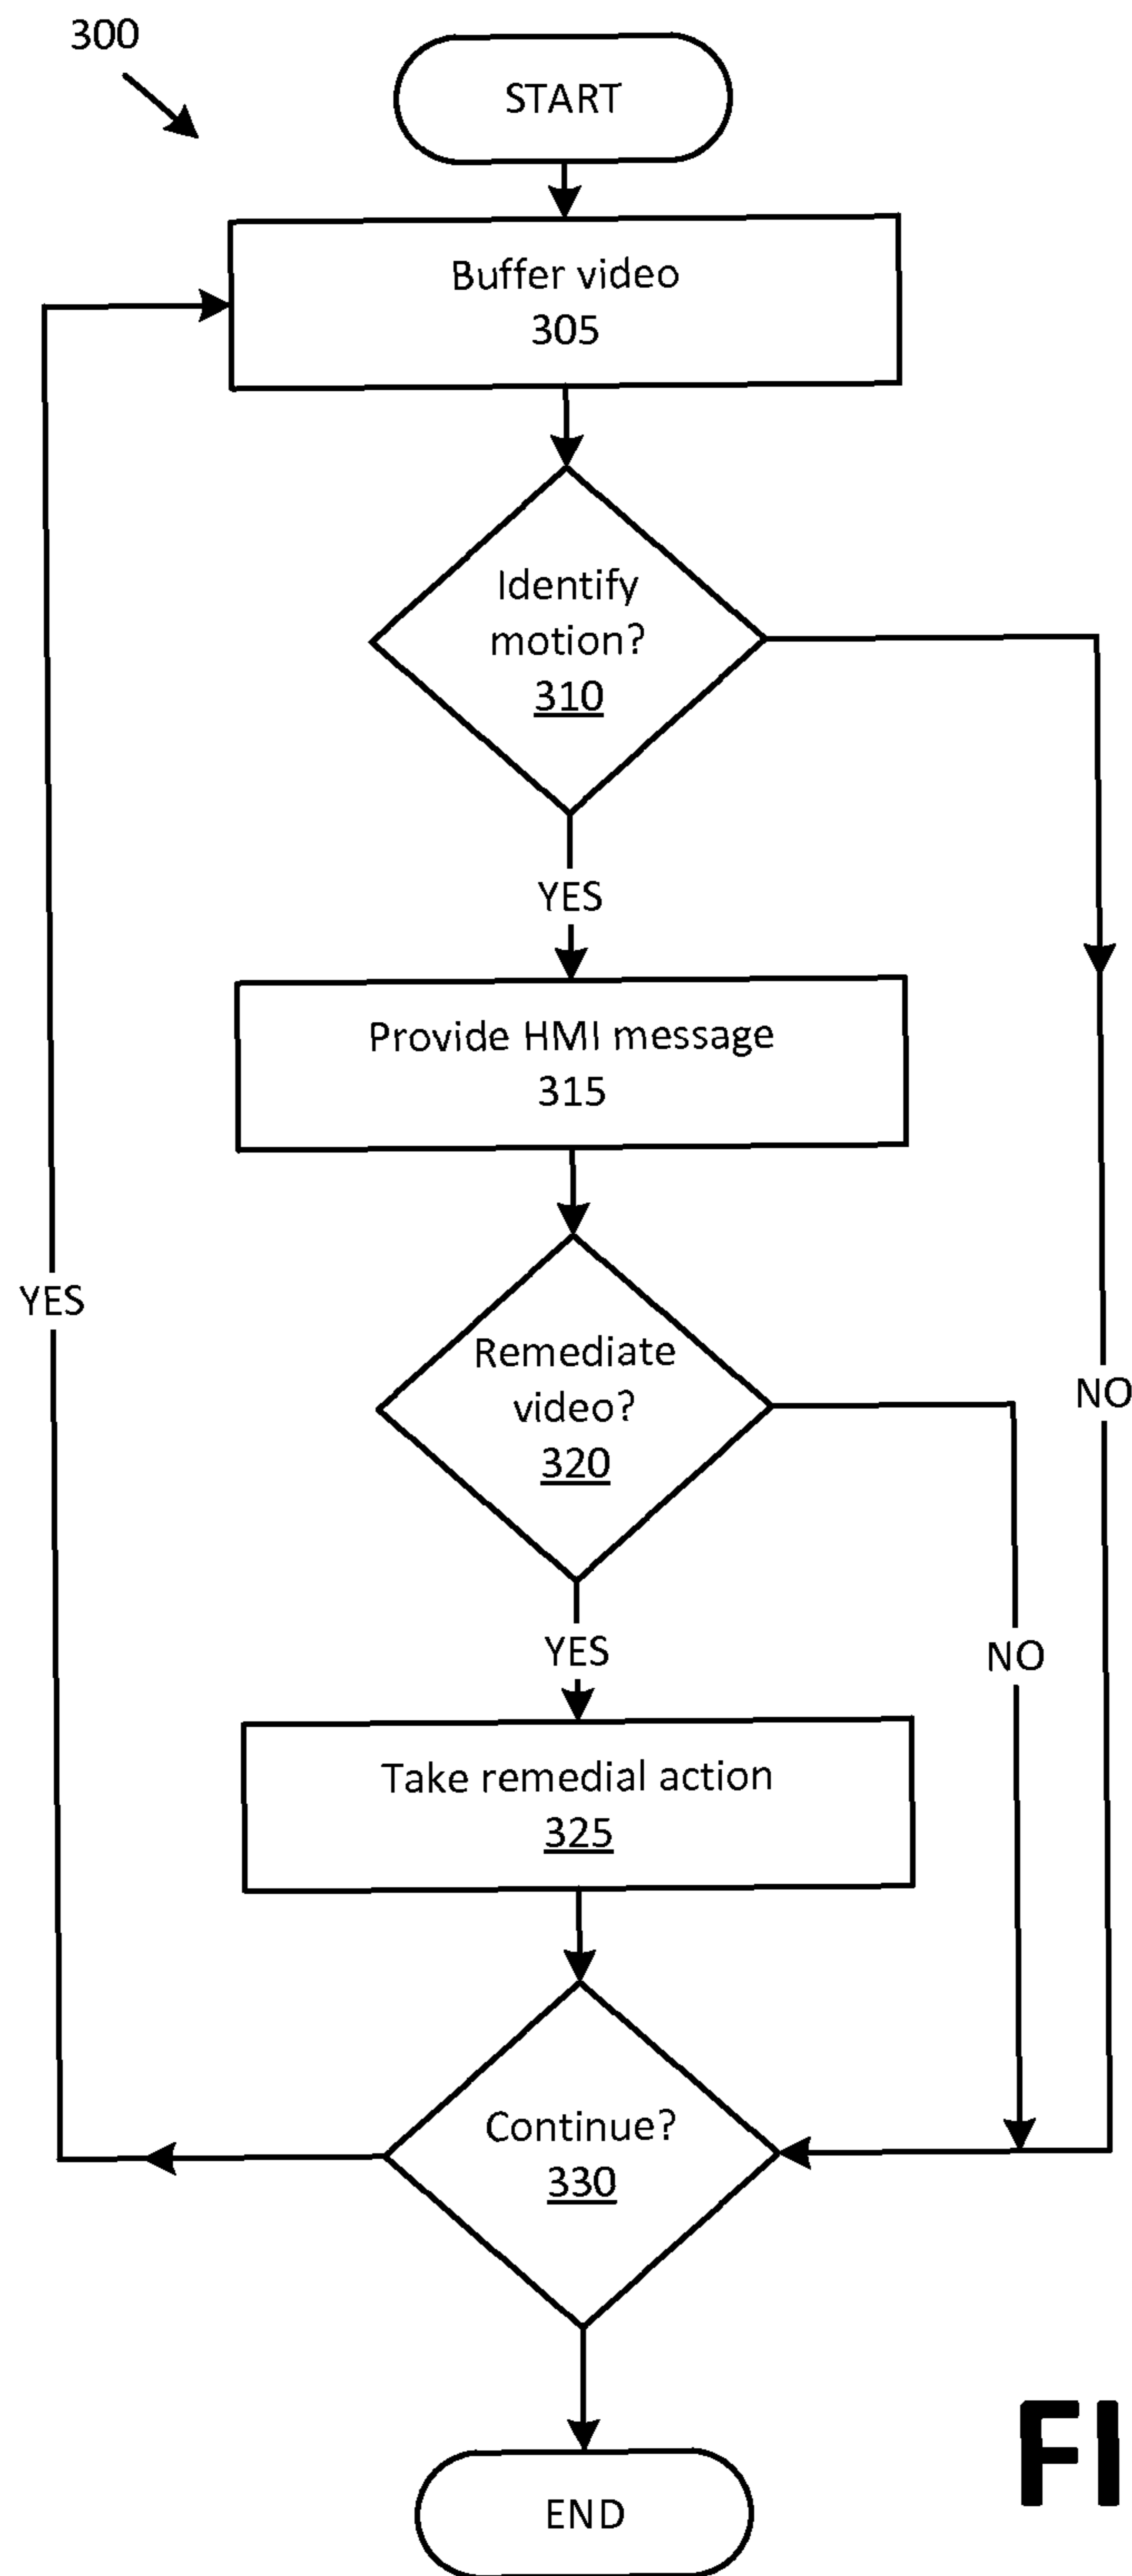 300
START
Buffer video
305
Identify
motion?
310
YES
Provide HMI message
315
YES
Remediate
video?
320
NO
YES
NO
Take remedial action
325
Continue?
330
FI
END